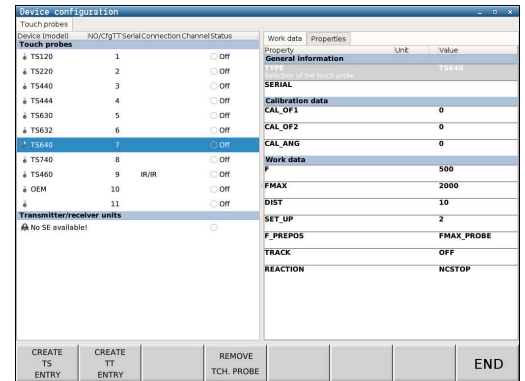 Device configuration
Touch probes
Device (model) NO/CfgTT Serial Connection Channel Status
Touch probes
TS120 1 Off
TS220 2 Off
TS440 3 Off
TS444 4 Off
TS630 5 Off
TS632 6 Off
TS640 7 Off
TS740 8 Off
TS460 9 IR/IR Off
OEM 10 Off
11 Off
Transmitter/receiver units
No SE available!
Work data Properties
Property Unit Value
General information
TYPE TS640
Selection of the touch probe
SERIAL
Calibration data
CAL_OF1 0
CAL_OF2 0
CAL_ANG 0
Work data
F 500
FMAX 2000
DIST 10
SET_UP 2
F_PREPOS FMAX_PROBE
TRACK OFF
REACTION NCSTOP
CREATE TS ENTRY
CREATE TT ENTRY
REMOVE TCH. PROBE
END